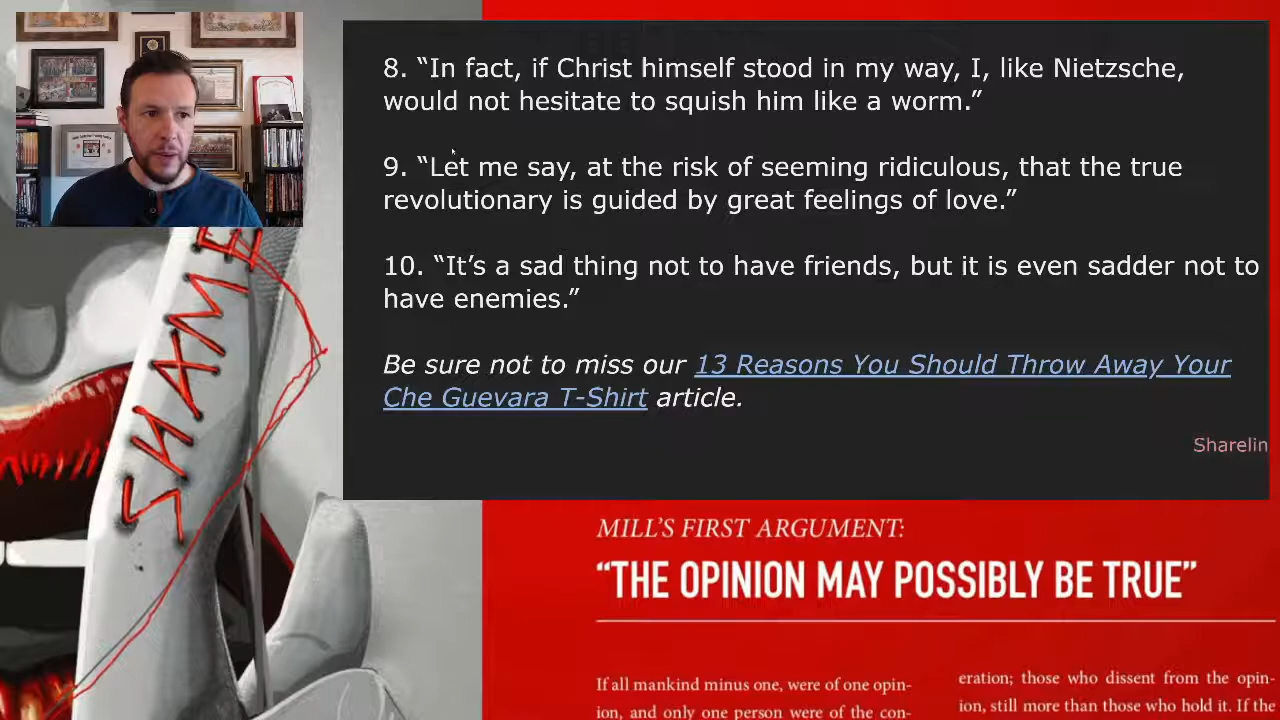 8. “In fact, if Christ himself stood in my way, I, like Nietzsche,
would not hesitate to squish him like a worm.”
9. “Let me say, at the risk of seeming ridiculous, that the true
revolutionary is guided by great feelings of love.”
10. “It’s a sad thing not to have friends, but it is even sadder not to
have enemies.”
Be sure not to miss our 13 Reasons You Should Throw Away Your
Che Guevara T-Shirt article.
Sharelin
SHAME
MILL’S FIRST ARGUMENT:
“THE OPINION MAY POSSIBLY BE TRUE”
If all mankind minus one, were of one opin-
ion, and only one person were of the con-
eration; those who dissent from the opin-
ion, still more than those who hold it. If the